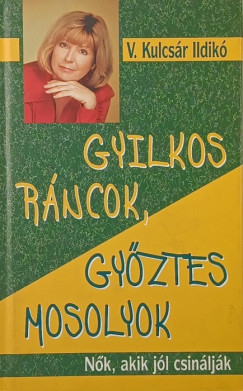 V. Kulcsár Ildikó
GYILKOS
RÁNCOK,
GYŐZTES
MOSOLYOK
Nők, akik jól csinálják